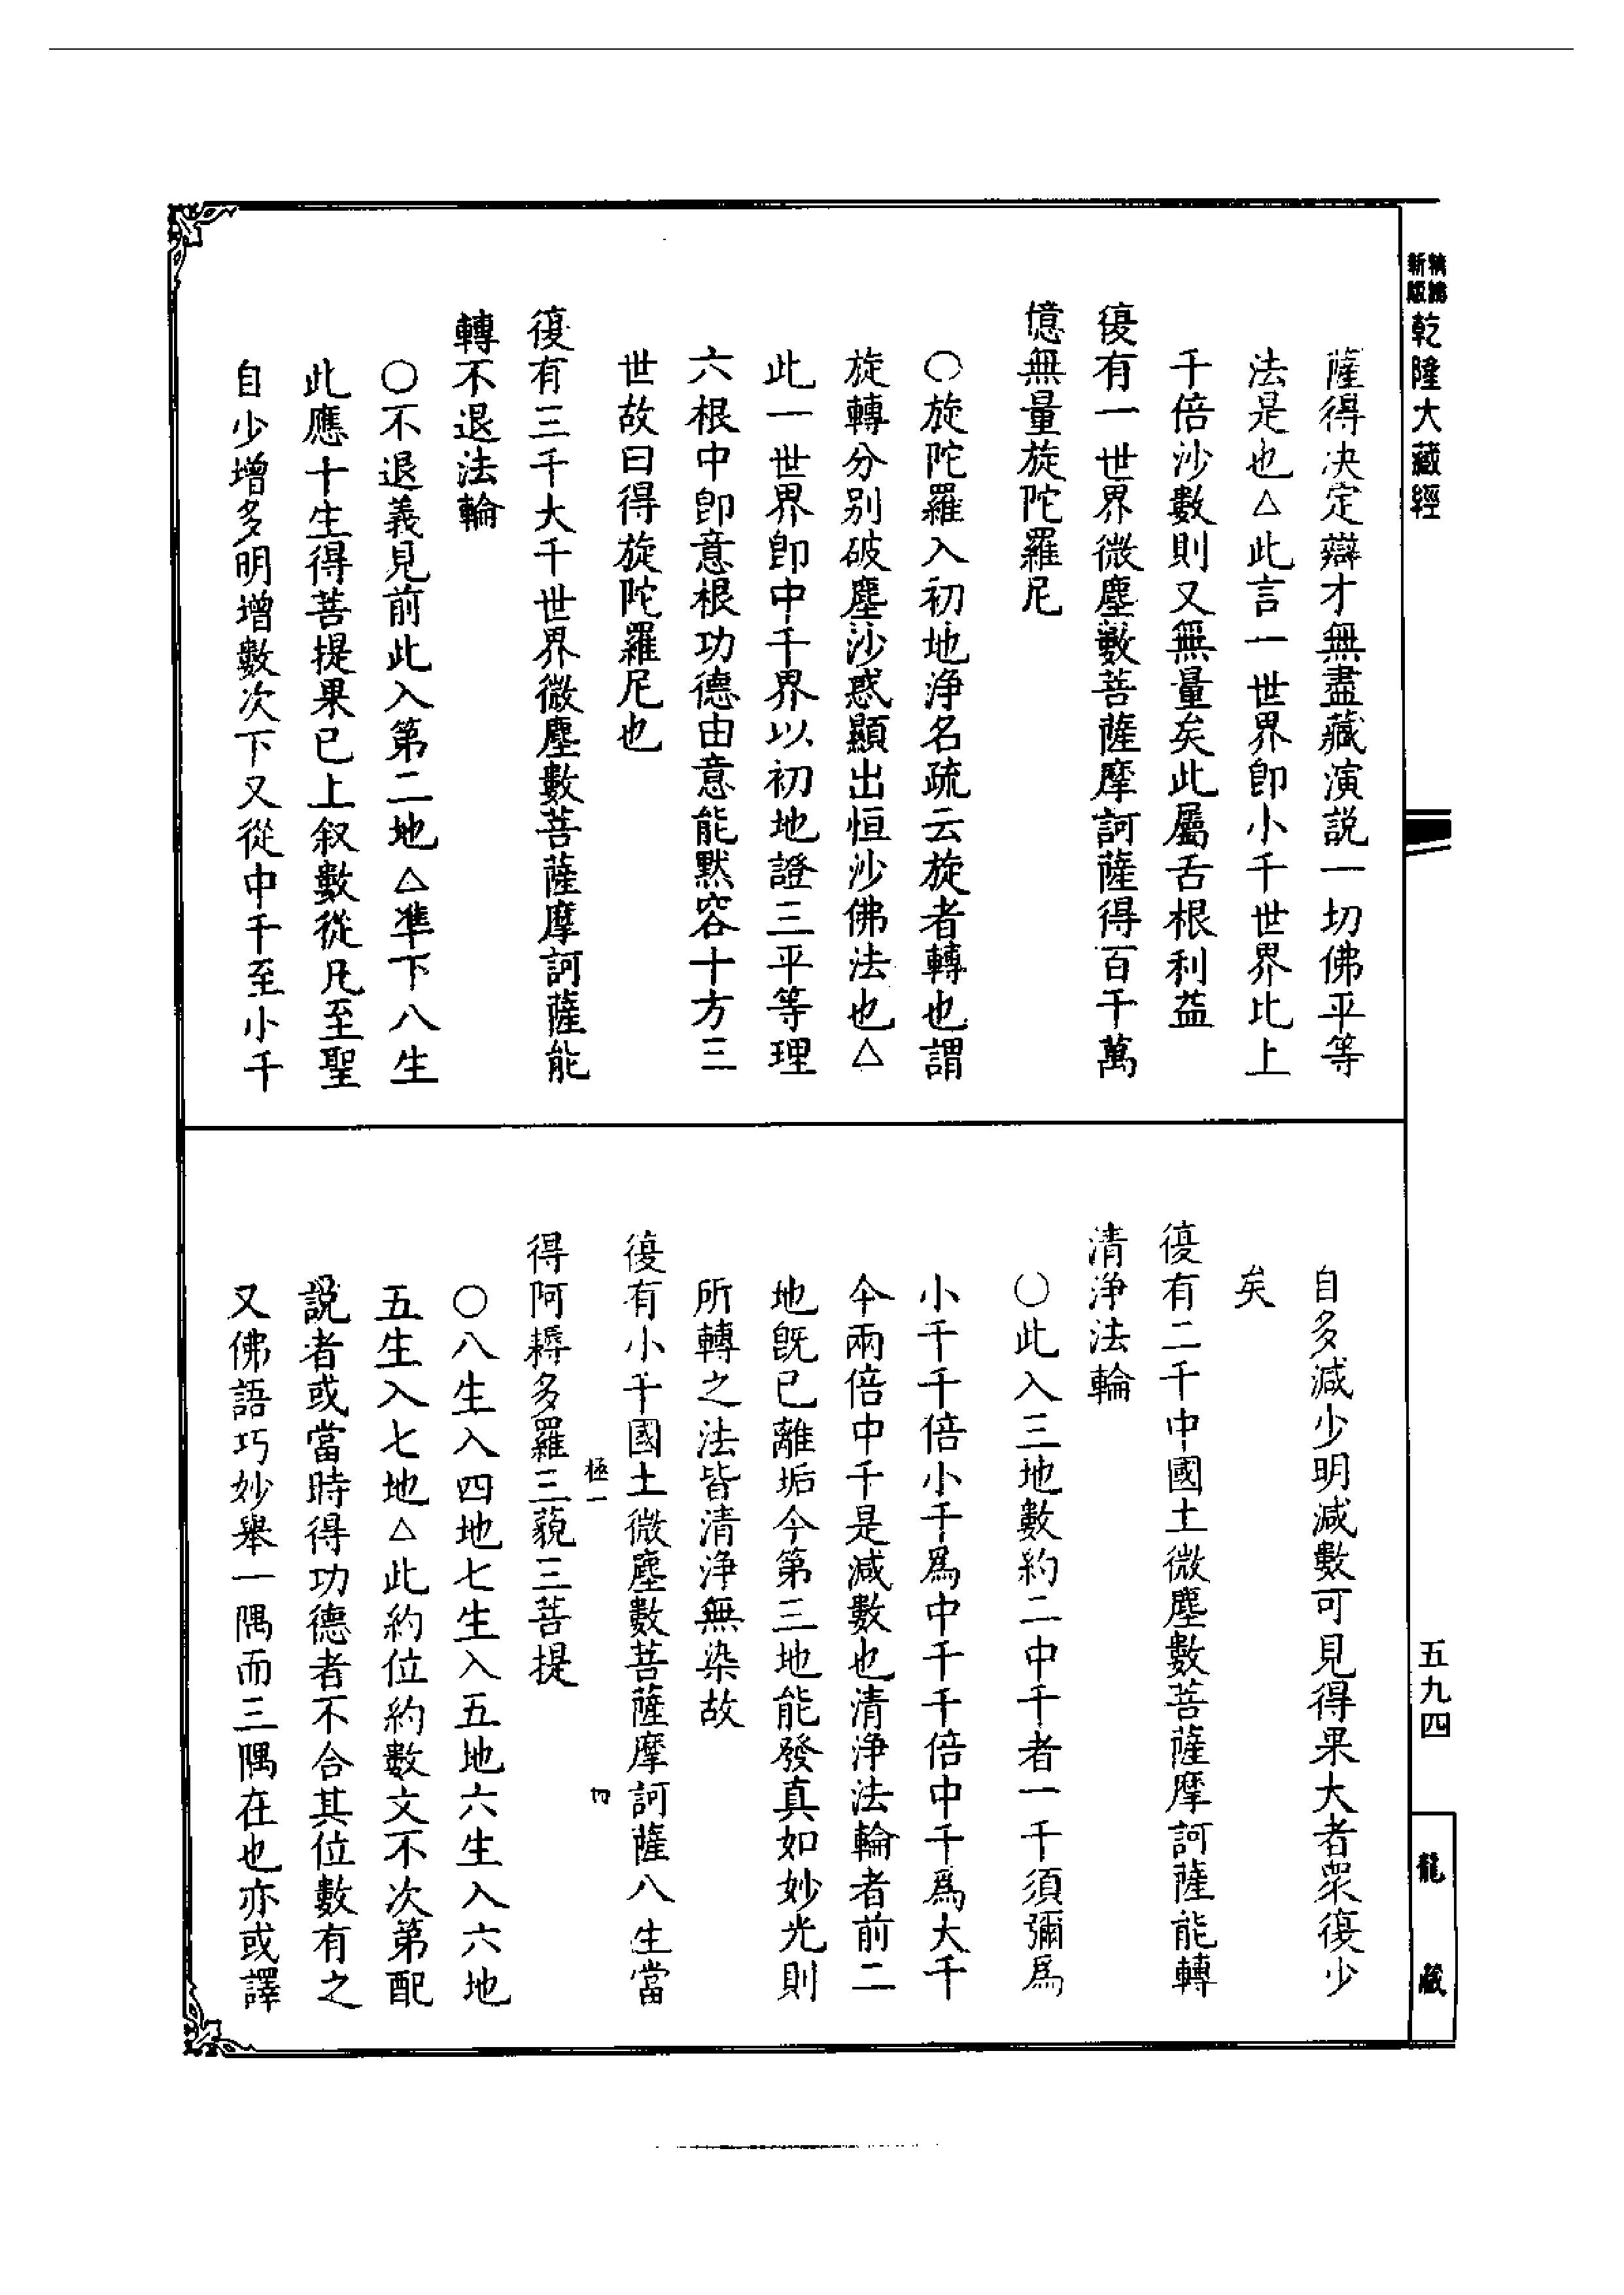 精縮
新版
乾隆大藏經
薩得决定辯才無盡藏演説一切佛平等
法是也△此言一世界卽小千世界比上
千倍沙數則又無量矣此屬舌根利益
復有一世界微塵數菩薩摩訶薩得百千萬
億無量旋陀羅尼
○旋陀羅入初地淨名疏云旋者轉也謂
旋轉分别破塵沙惑顯出恒沙佛法也△
此一世界卽中千界以初地證三平等理
六根中卽意根功德由意能默容十方三
世故曰得旋陀羅尼也
復有三千大千世界微塵數菩薩摩訶薩能
轉不退法輪
○不退義見前此入第二地△凖下八生
此應十生得菩提果已上叙數從凡至聖
自少增多明增數次下又從中千至小千
自多減少明減數可見得果大者衆復少
矣
復有二千中國土微塵數菩薩摩訶薩能轉
清淨法輪
○此入三地數約二中千者一千須彌爲
小千千倍小千爲中千千倍中千爲大千
今兩倍中千是減數也清淨法輪者前二
地旣已離垢今第三地能發真如妙光則
所轉之法皆清淨無染故
復有小千國土微塵數菩薩摩訶薩八生當
極一
四
得阿耨多羅三藐三菩提
○八生入四地七生入五地六生入六地
五生入七地△此約位約數文不次第配
説者或當時得功德者不合其位數有之
又佛語巧妙舉一隅而三隅在也亦或譯
五九四
龍藏